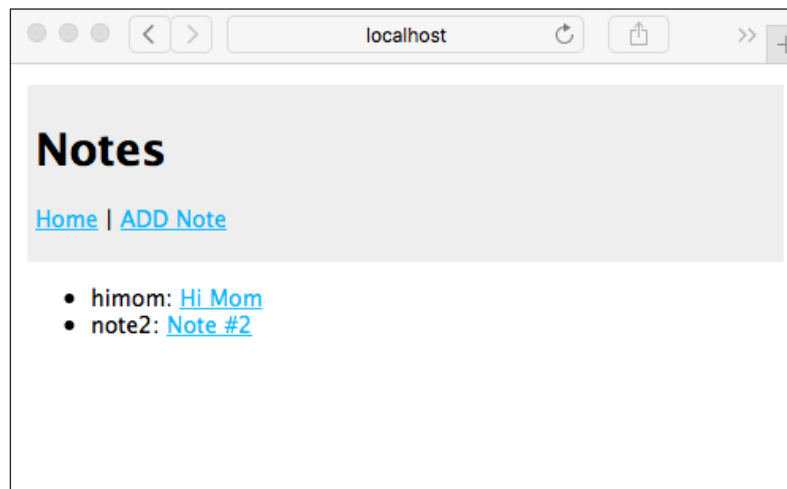 localhost
Notes
Home | ADD Note
himom: Hi Mom
note2: Note #2